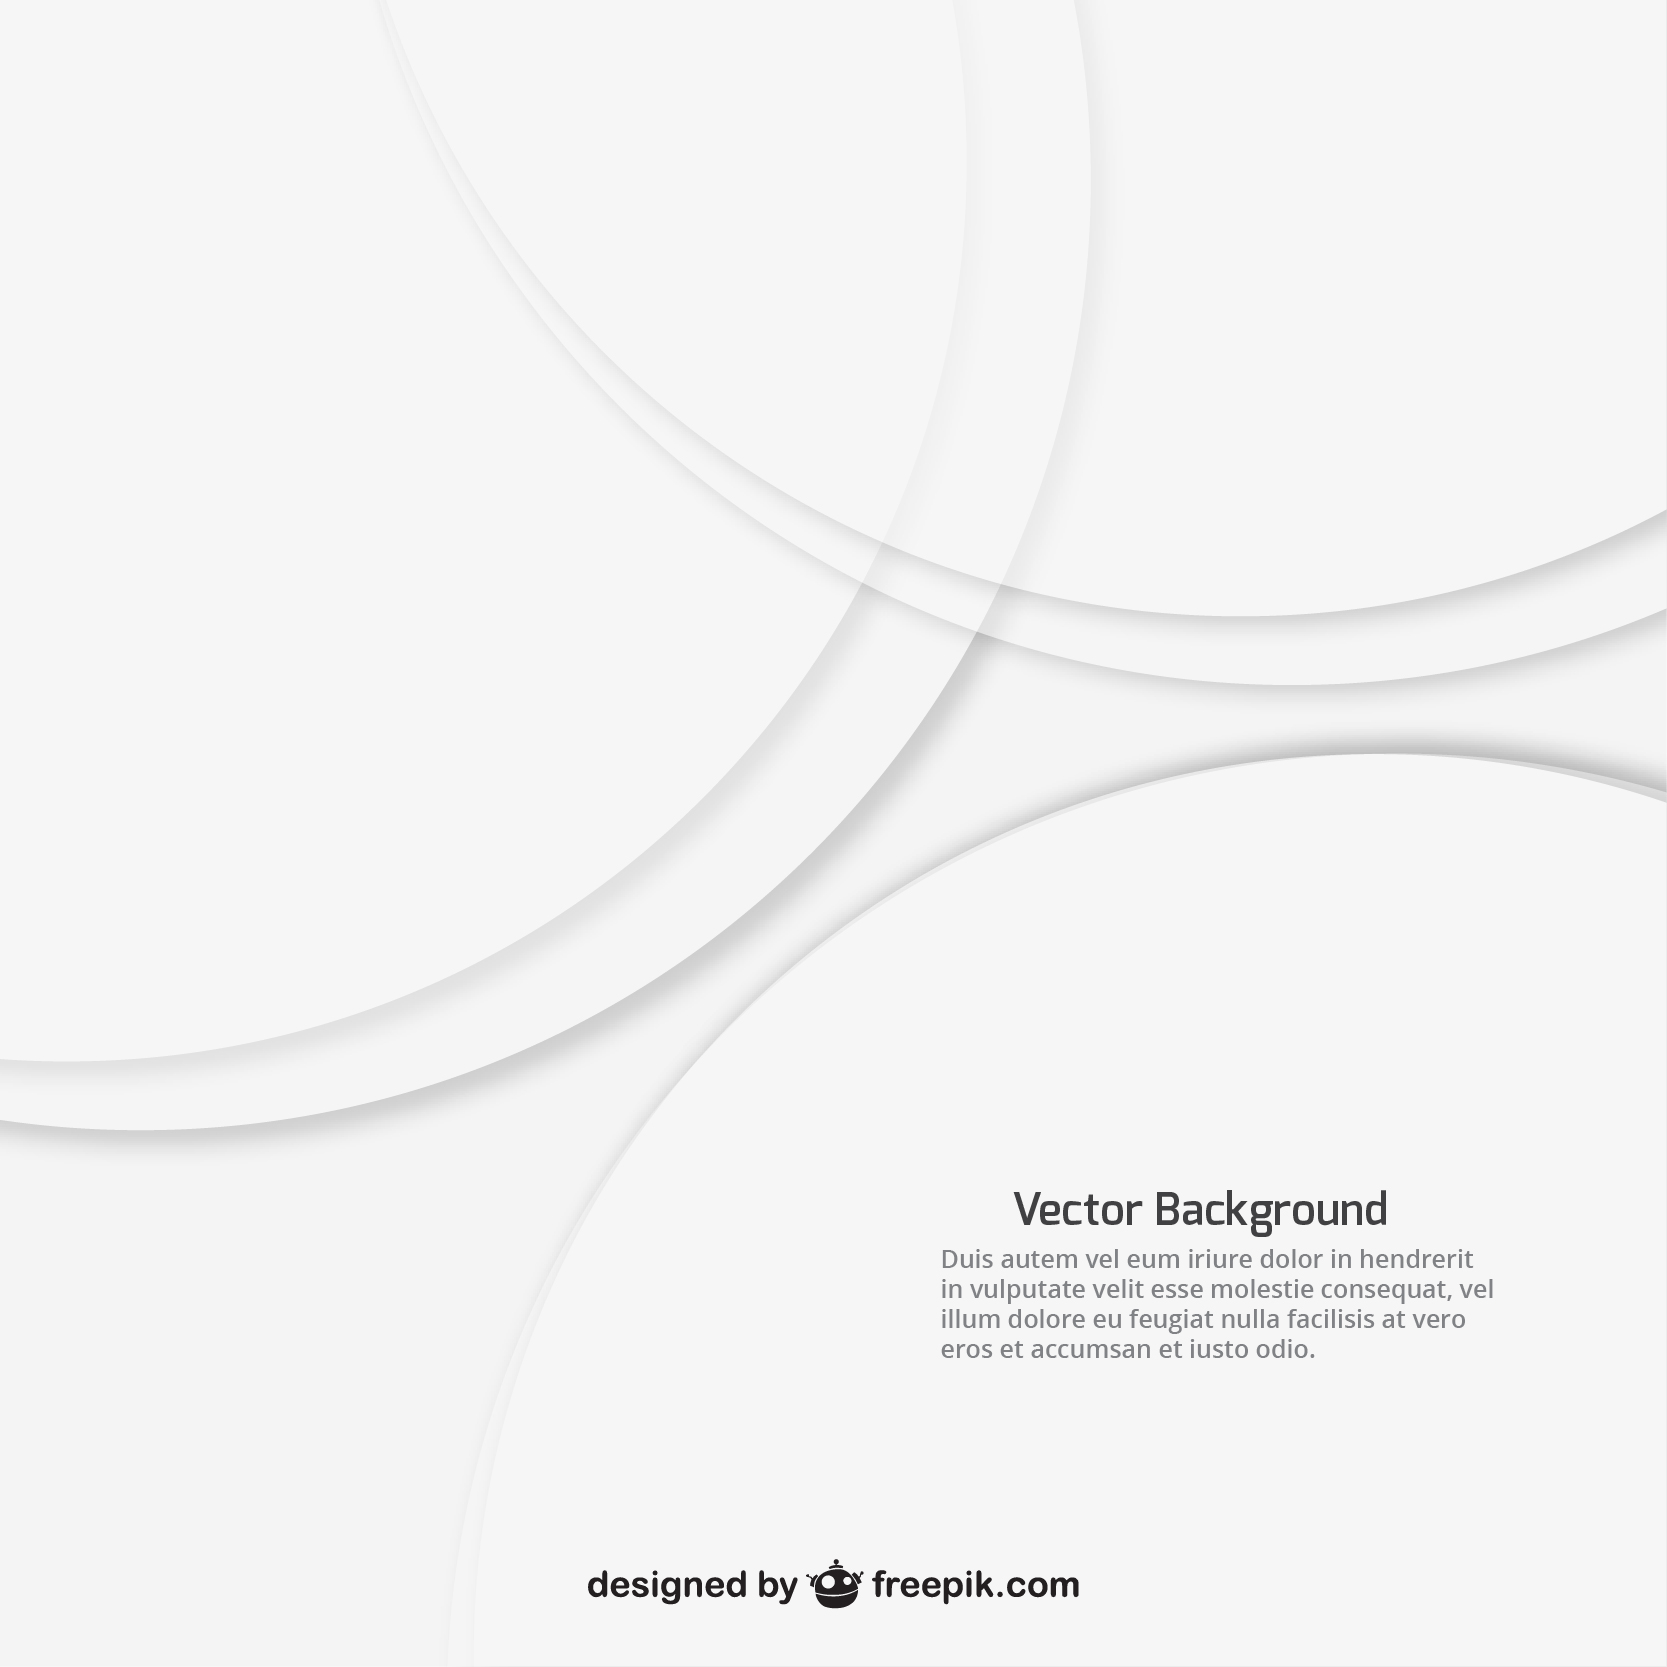 Vector Background
Duis autem vel eum iriure dolor in hendrerit
in vulputate velit esse molestie consequat, vel
illum dolore eu feugiat nulla facilisis at vero
eros et accumsan et iusto odio.
designed by freepik.com